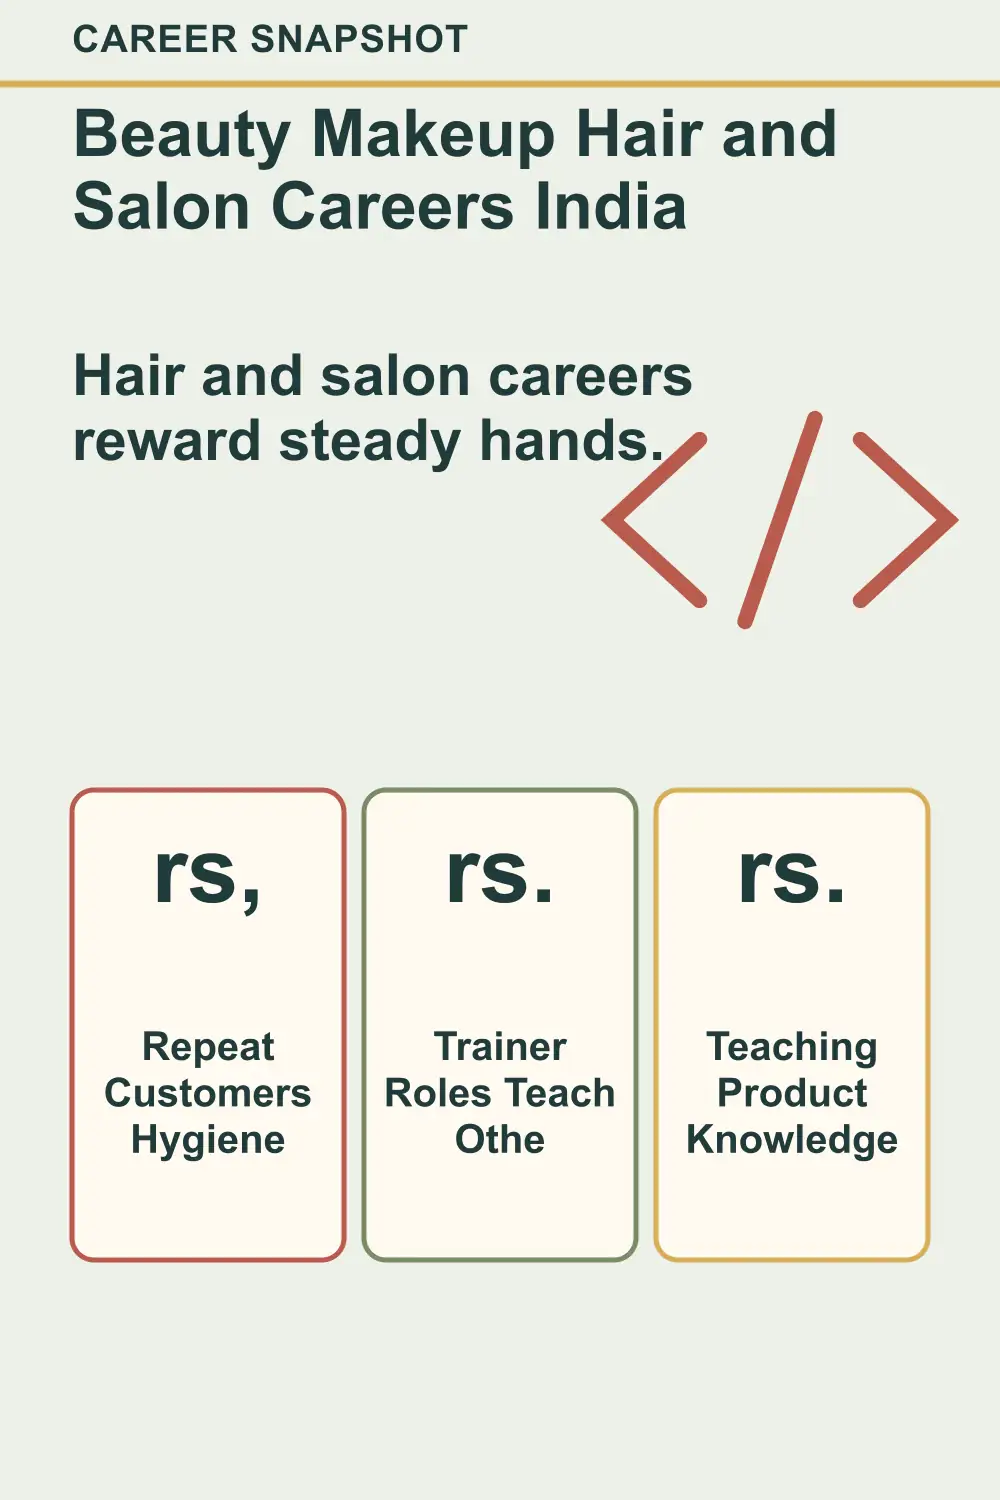 CAREER SNAPSHOT
Beauty Makeup Hair and
Salon Careers India
Hair and salon careers
reward steady hands.
</>
rs,
Repeat
Customers
Hygiene
rs.
Trainer
Roles Teach
Othe
rs.
Teaching
Product
Knowledge